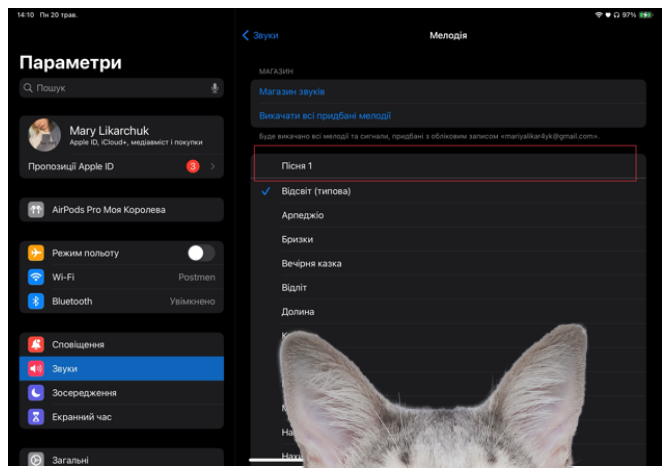 14:10 Пн 20 трав.
97%
Параметри
Пошук
Mary Likarchuk
Apple ID, iCloud+, медіавміст і покупки
Пропозиції Apple ID
3
AirPods Pro Моя Королева
Режим польоту
Wi-Fi
Postmen
Bluetooth
Увімкнено
Сповіщення
Звуки
Зосередження
Екранний час
Загальні
Звуки
Мелодія
МАГАЗИН
Магазин звуків
Викачати всі придбані мелодії
Буде викачано всі мелодії та сигнали, придбані з обліковим записом «mariyalikar4yk@gmail.com».
Пісня 1
Відсвіт (типова)
Арпеджіо
Бризки
Вечірня казка
Відліт
Долина